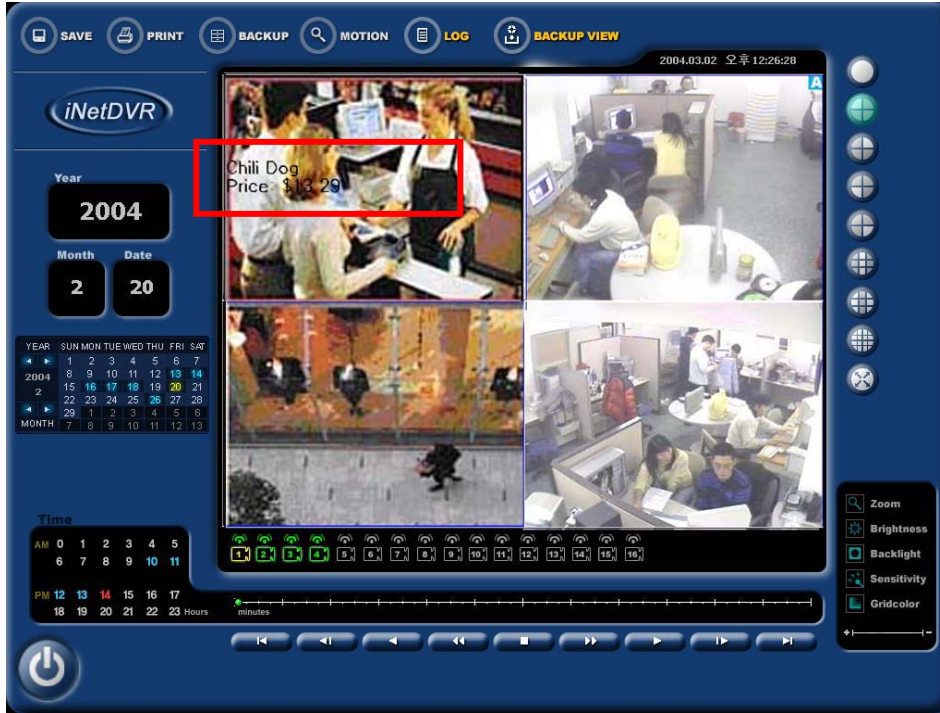 SAVE PRINT BACKUP MOTION LOG BACKUP VIEW
2004.03.02 오후 12:26:28
iNetDVR
A
Chili Dog
Price: $13.29
Year
2004
Month Date
2 20
YEAR SUN MON TUE WED THU FRI SAT
1 2 3 4 5 6 7
2004 8 9 10 11 12 13 14
2 15 16 17 18 19 20 21
22 23 24 25 26 27 28
29 1 2 3 4 5 6
MONTH 7 8 9 10 11 12 13
Time
AM 0 1 2 3 4 5
6 7 8 9 10 11
PM 12 13 14 15 16 17
18 19 20 21 22 23 Hours
1 2 3 4 5 6 7 8 9 10 11 12 13 14 15 16
minutes
Zoom
Brightness
Backlight
Sensitivity
Gridcolor
+ -